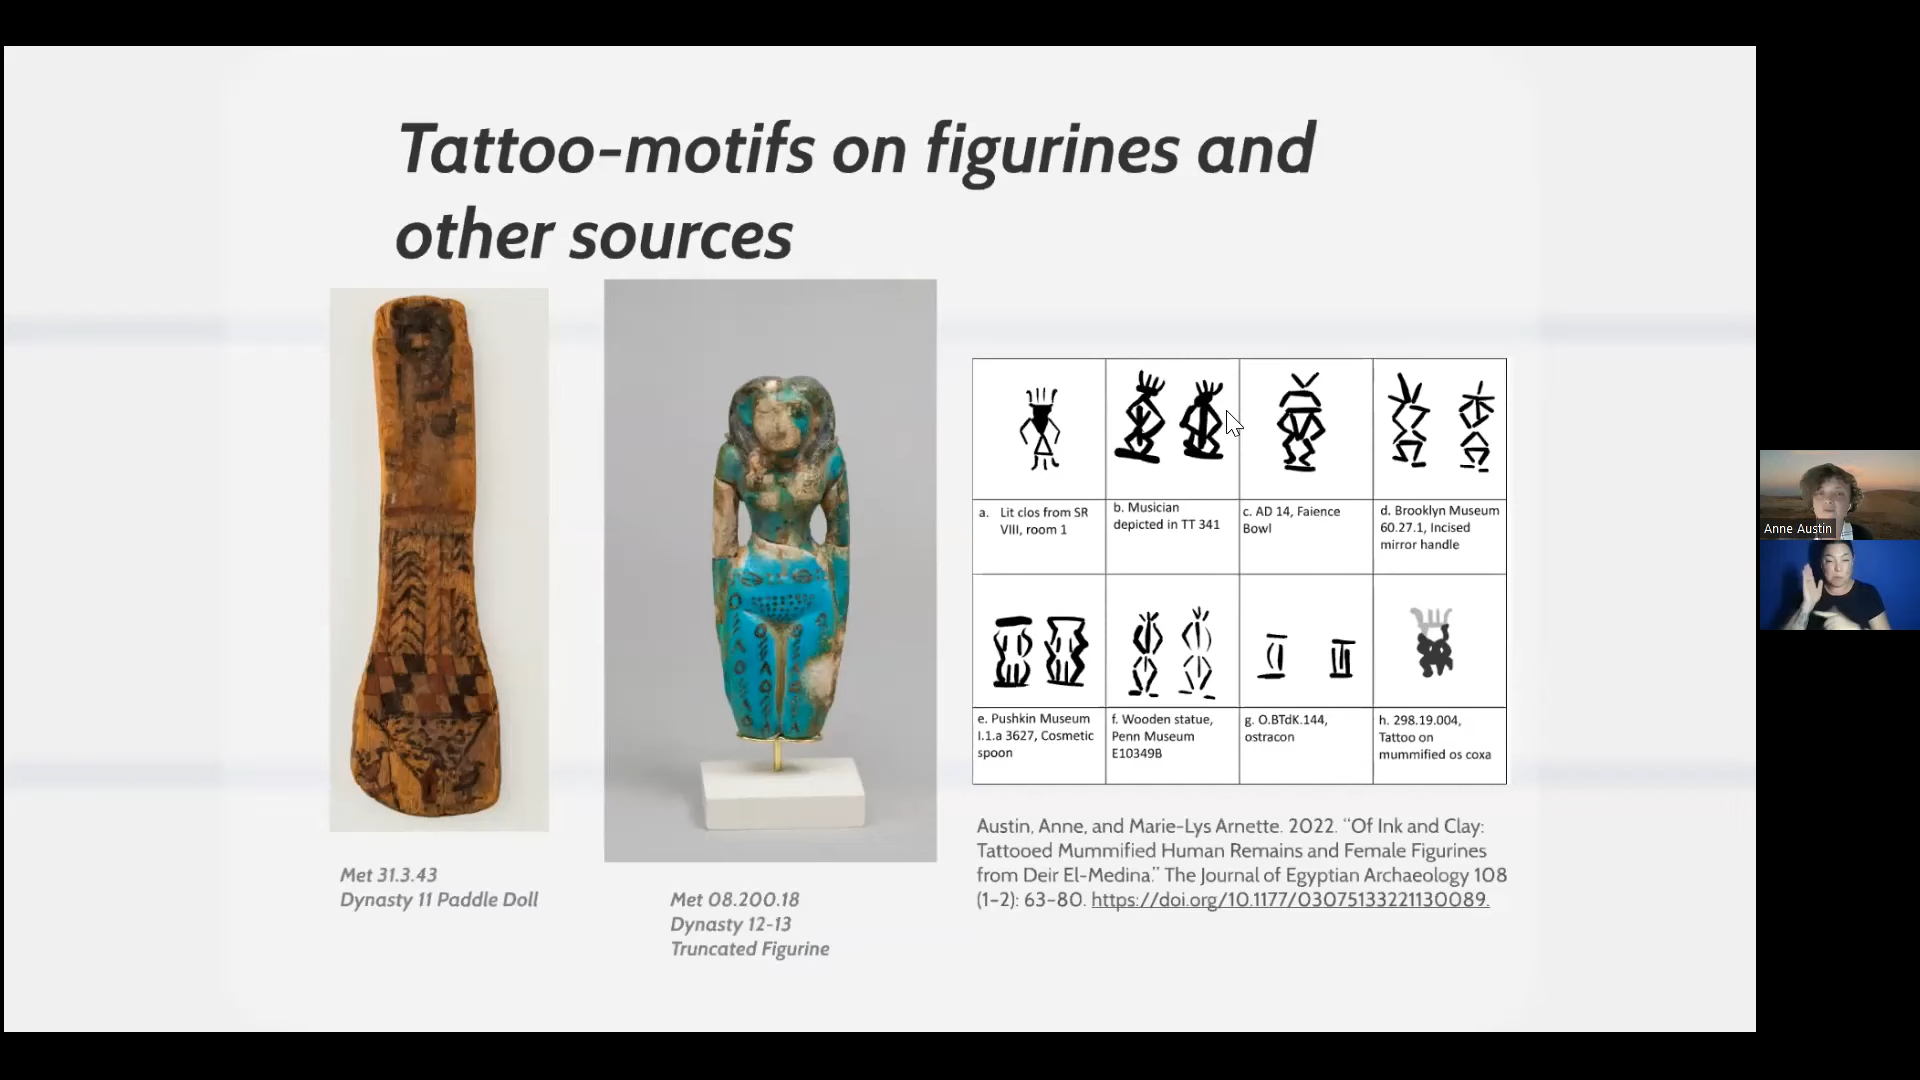 Tattoo-motifs on figurines and
other sources
Met 31.3.43
Dynasty 11 Paddle Doll
Met 08.200.18
Dynasty 12-13
Truncated Figurine
a. Lit clos from SR
VIII, room 1
b. Musician
depicted in TT 341
c. AD 14, Faience
Bowl
d. Brooklyn Museum
60.27.1, Incised
mirror handle
e. Pushkin Museum
I.1.a 3627, Cosmetic
spoon
f. Wooden statue,
Penn Museum
E10349B
g. O.BTdK.144,
ostracon
h. 298.19.004,
Tattoo on
mummified os coxa
Austin, Anne, and Marie-Lys Arnette. 2022. “Of Ink and Clay:
Tattooed Mummified Human Remains and Female Figurines
from Deir El-Medina.” The Journal of Egyptian Archaeology 108
(1–2): 63–80. https://doi.org/10.1177/03075133221130089.
Anne Austin